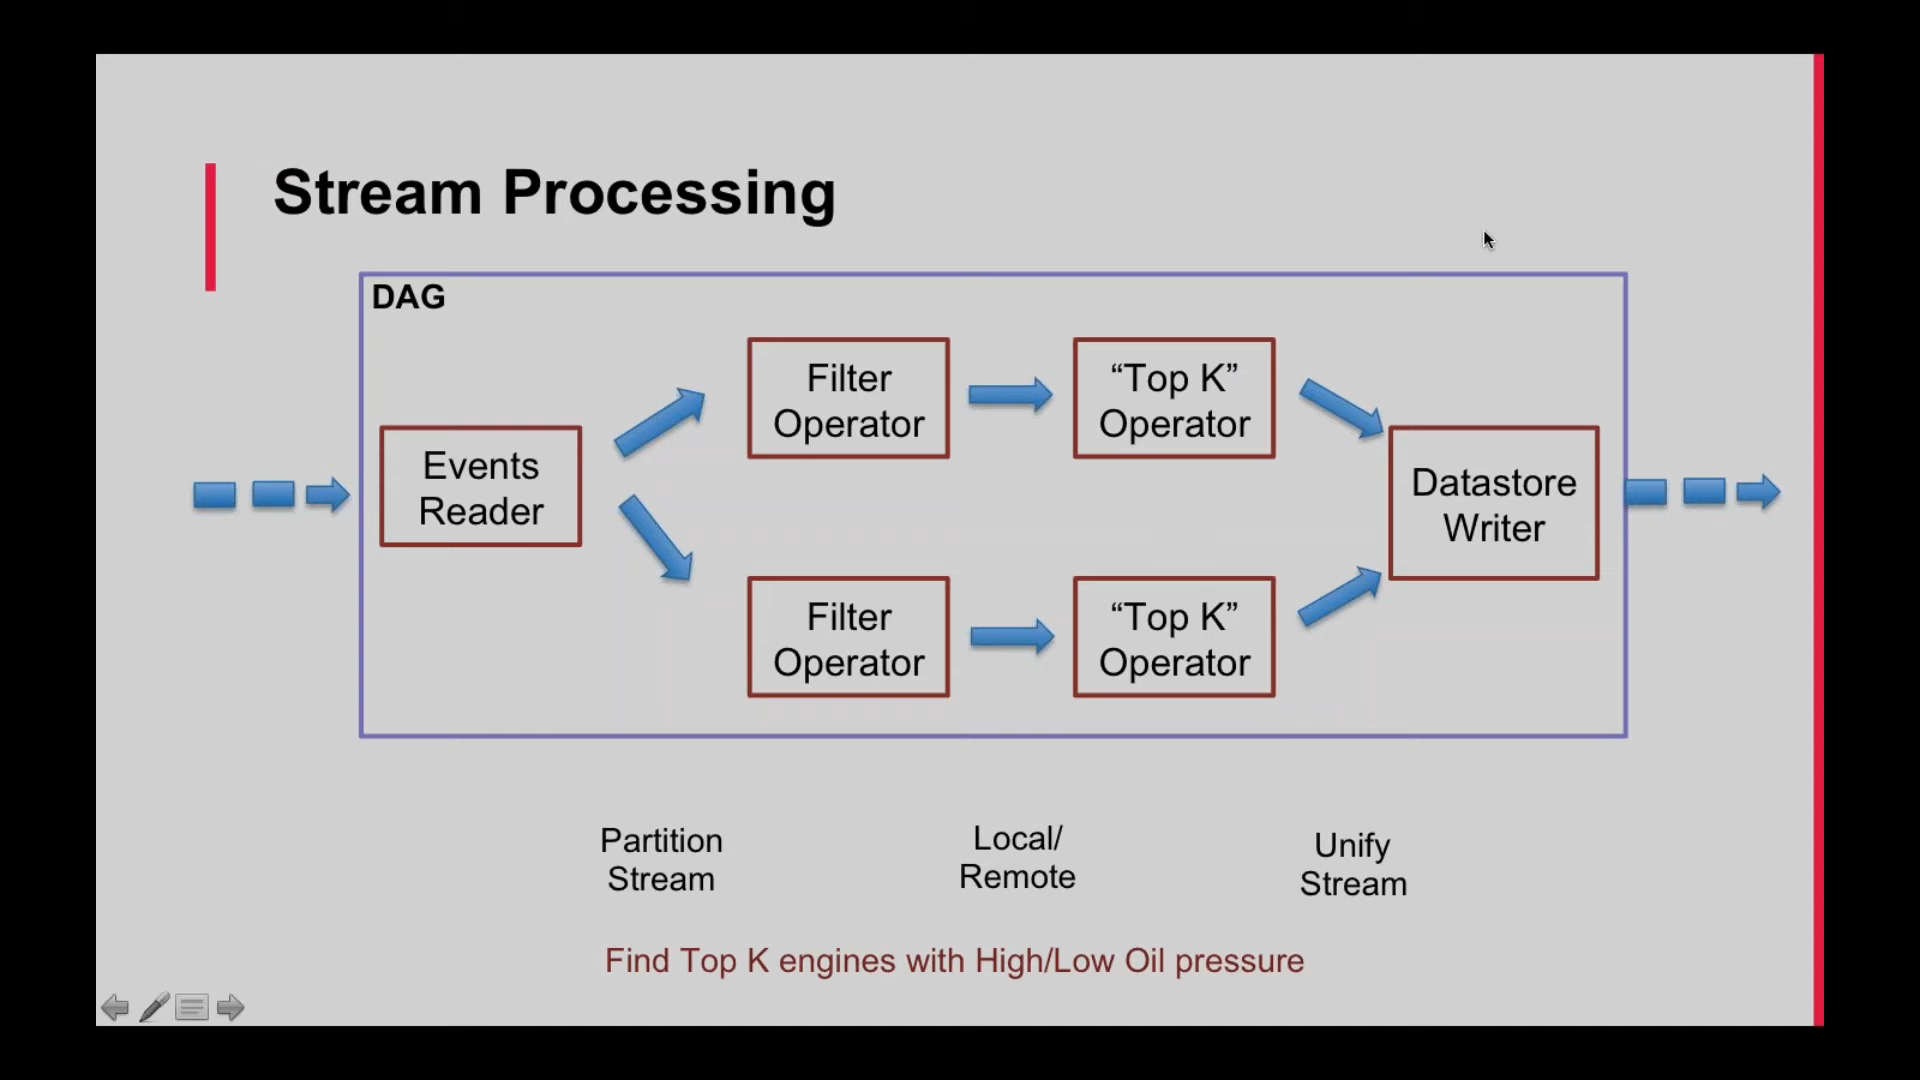 Stream Processing
DAG
Filter
Operator
“Top K”
Operator
Events
Reader
Datastore
Writer
Filter
Operator
“Top K”
Operator
Partition
Stream
Local/
Remote
Unify
Stream
Find Top K engines with High/Low Oil pressure